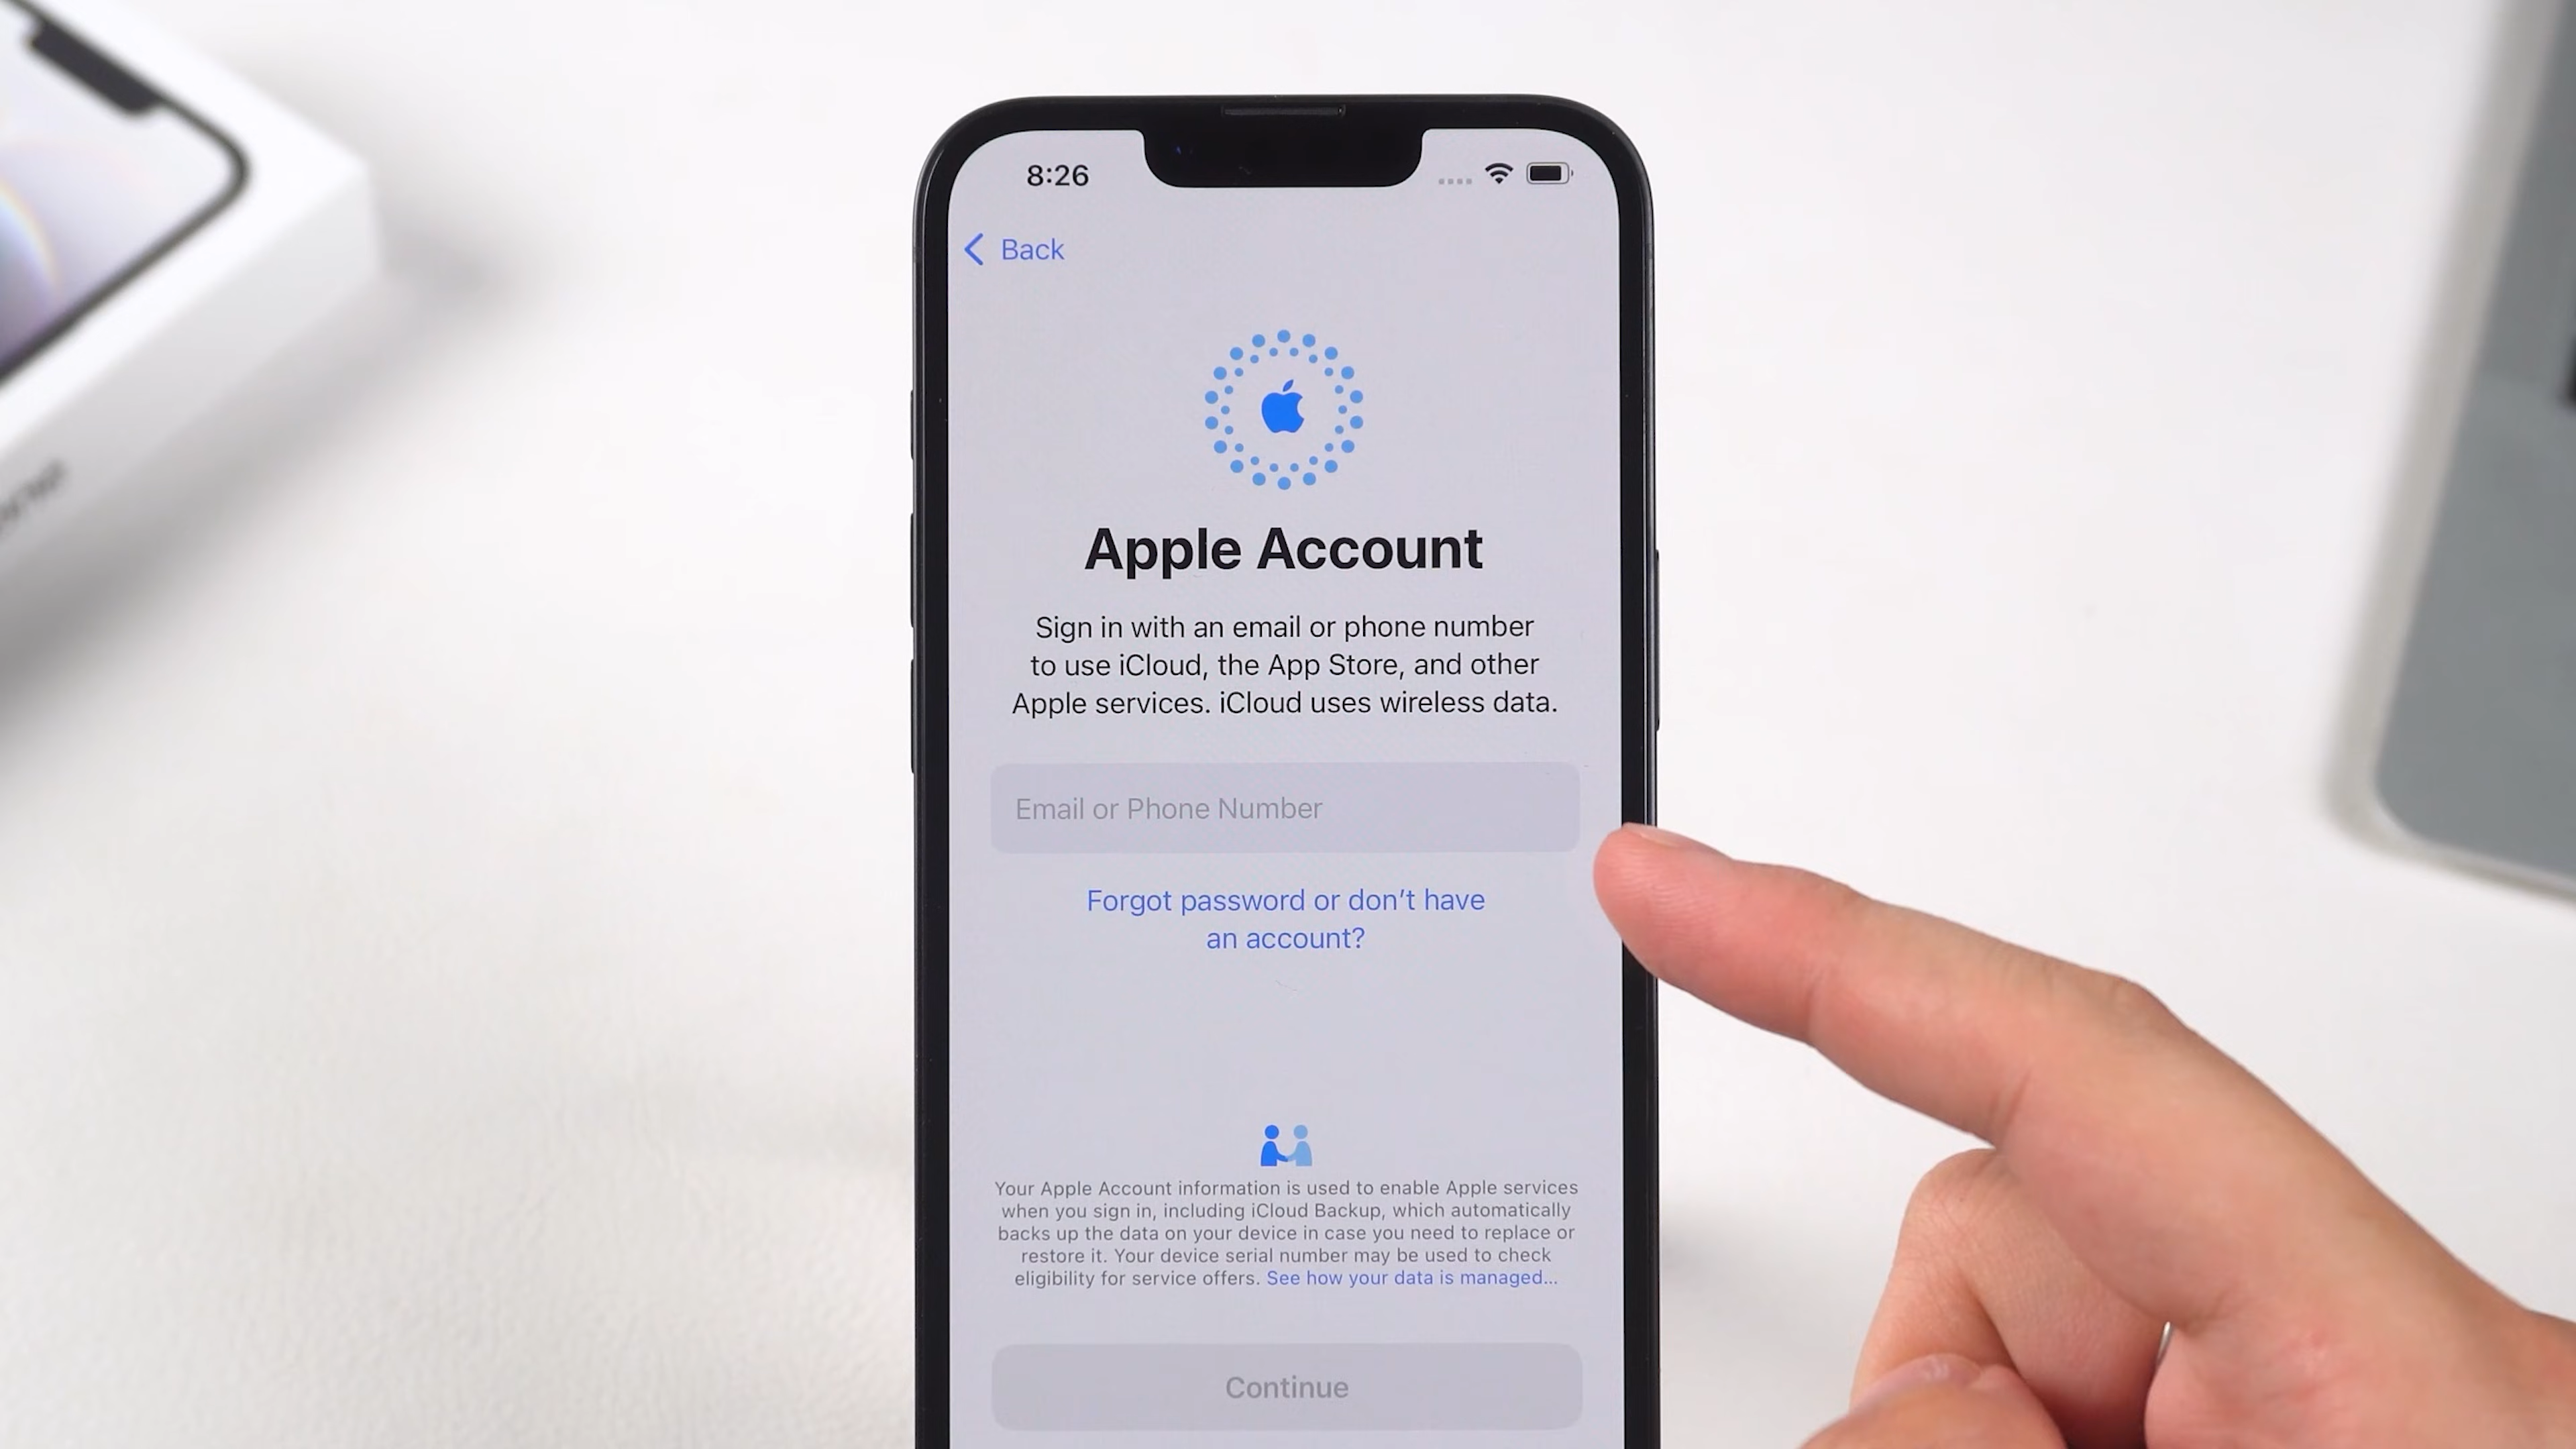 8:26
Back
Apple Account
Sign in with an email or phone number
to use iCloud, the App Store, and other
Apple services. iCloud uses wireless data.
Email or Phone Number
Forgot password or don’t have
an account?
Your Apple Account information is used to enable Apple services
when you sign in, including iCloud Backup, which automatically
backs up the data on your device in case you need to replace or
restore it. Your device serial number may be used to check
eligibility for service offers. See how your data is managed...
Continue